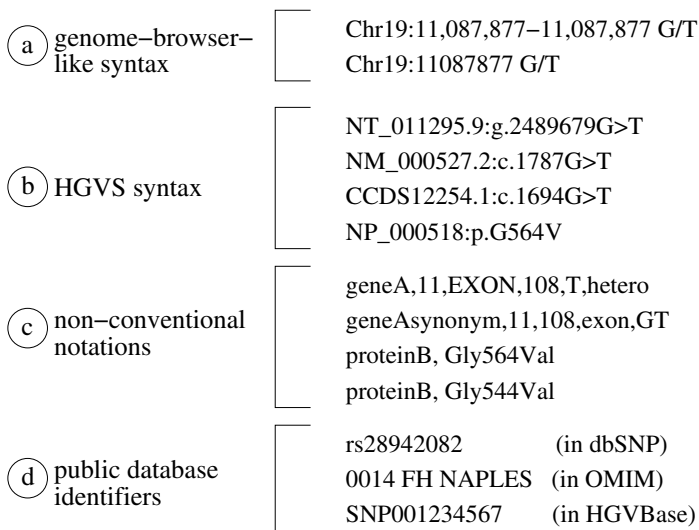 a genome−browser−like syntax
Chr19:11,087,877−11,087,877 G/T
Chr19:11087877 G/T
b HGVS syntax
NT_011295.9:g.2489679G>T
NM_000527.2:c.1787G>T
CCDS12254.1:c.1694G>T
NP_000518:p.G564V
c non−conventional
notations
geneA,11,EXON,108,T,hetero
geneAsynonym,11,108,exon,GT
proteinB, Gly564Val
proteinB, Gly544Val
d public database
identifiers
rs28942082 (in dbSNP)
0014 FH NAPLES (in OMIM)
SNP001234567 (in HGVBase)